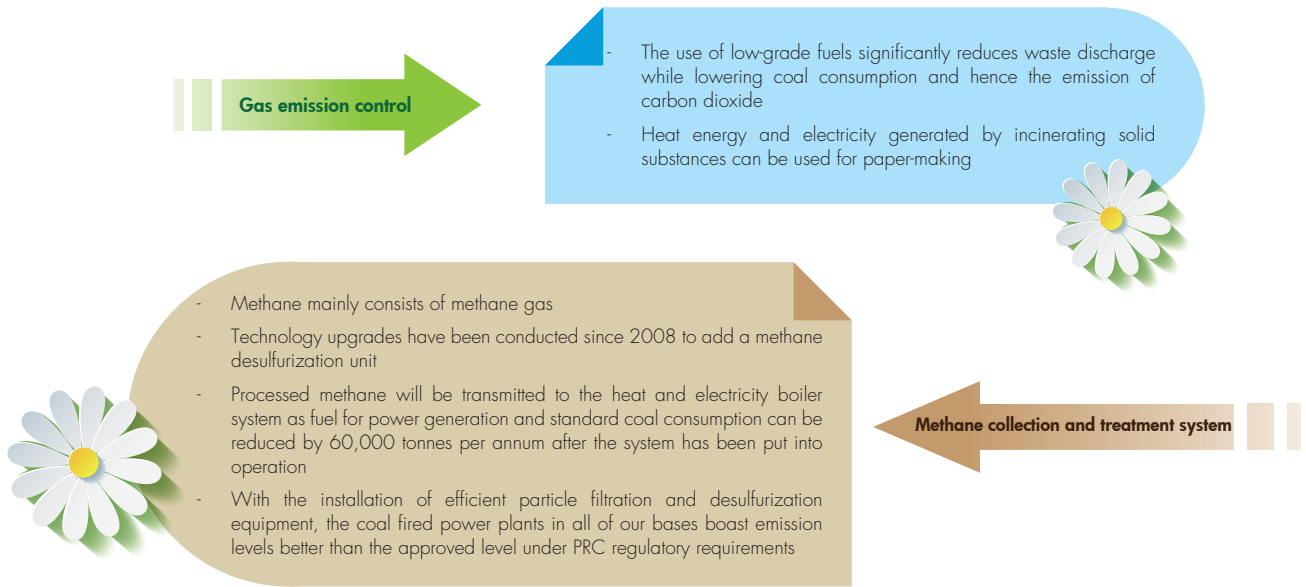 Gas emission control
- The use of low-grade fuels significantly reduces waste discharge
while lowering coal consumption and hence the emission of
carbon dioxide
- Heat energy and electricity generated by incinerating solid
substances can be used for paper-making
- Methane mainly consists of methane gas
- Technology upgrades have been conducted since 2008 to add a methane
desulfurization unit
- Processed methane will be transmitted to the heat and electricity boiler
system as fuel for power generation and standard coal consumption can be
reduced by 60,000 tonnes per annum after the system has been put into
operation
- With the installation of efficient particle filtration and desulfurization
equipment, the coal fired power plants in all of our bases boast emission
levels better than the approved level under PRC regulatory requirements
Methane collection and treatment system